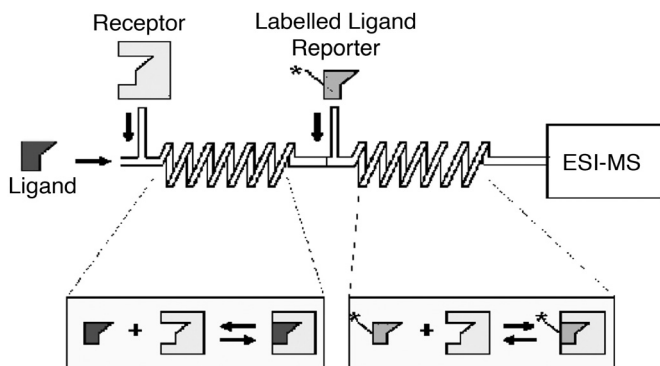 Receptor
Labelled Ligand
Reporter
*
Ligand
ESI-MS
+
*
+
*